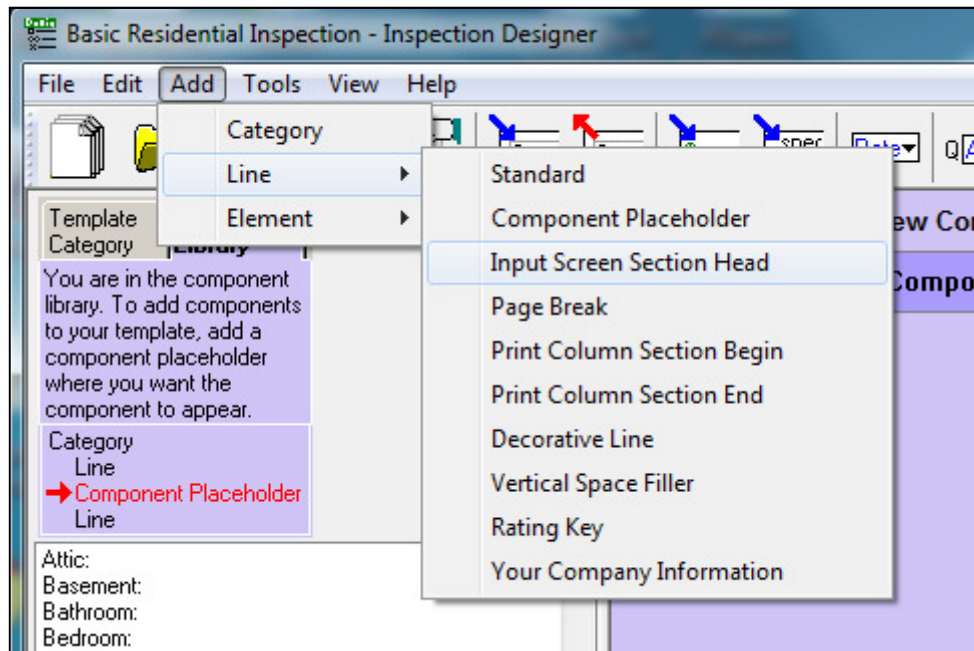 Basic Residential Inspection - Inspection Designer
File Edit Add Tools View Help
Category
Line
Element
Standard
Component Placeholder
Input Screen Section Head
Page Break
Print Column Section Begin
Print Column Section End
Decorative Line
Vertical Space Filler
Rating Key
Your Company Information
Template
Category
Library
You are in the component
library. To add components
to your template, add a
component placeholder
where you want the
component to appear.
Category
Line
Component Placeholder
Line
Attic:
Basement:
Bathroom:
Bedroom: